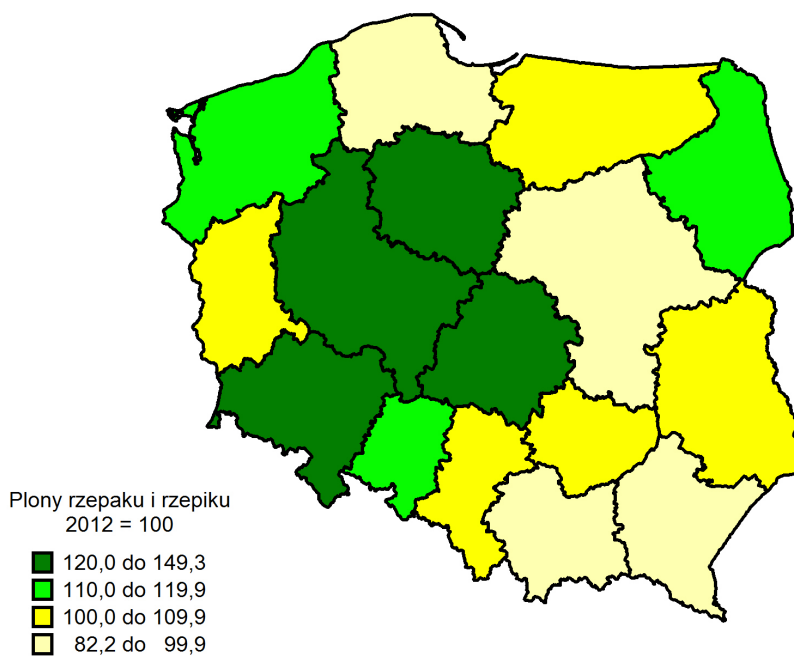 Plony rzepaku i rzepiku
2012 = 100
120,0 do 149,3
110,0 do 119,9
100,0 do 109,9
82,2 do 99,9